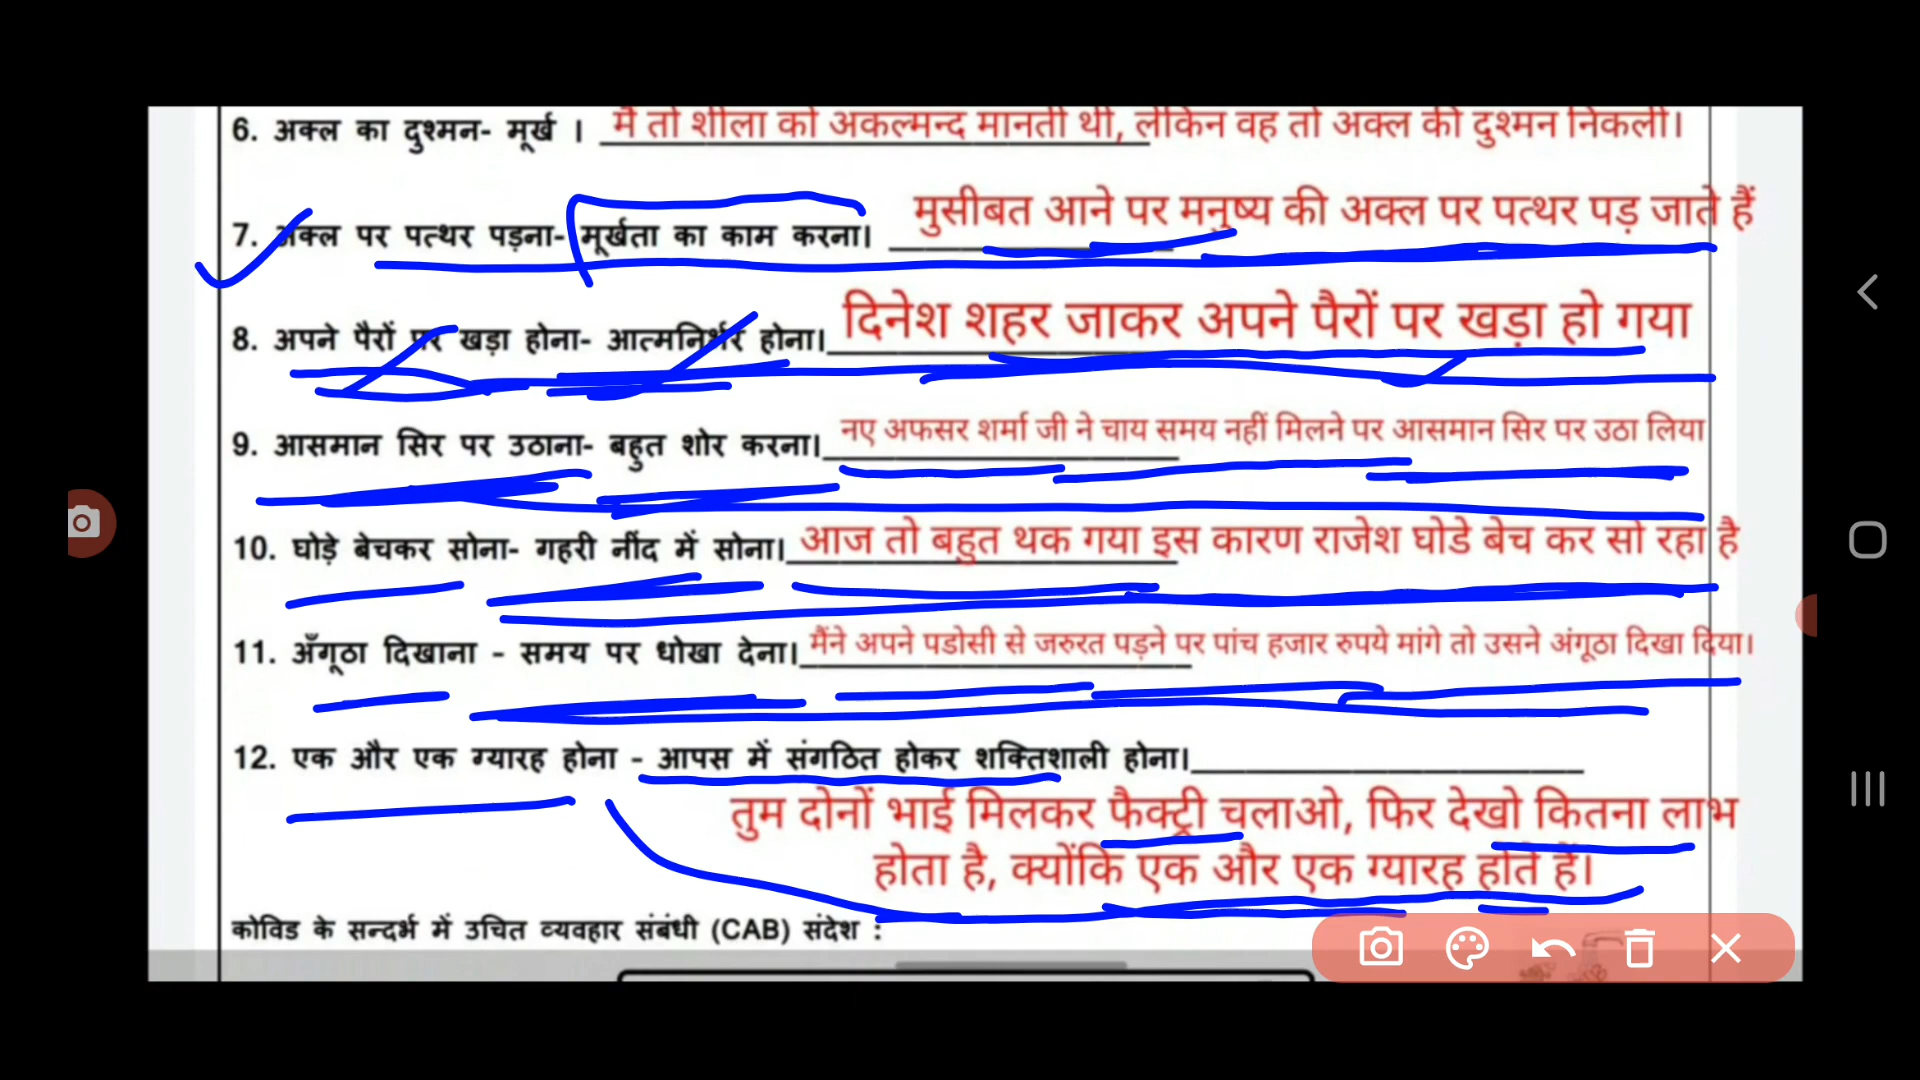 6. अक्ल का दुश्मन- मूर्ख । मै तो शीला को अकल्मन्द मानती थी, लेकिन वह तो अक्ल की दुश्मन निकली।
7. अक्ल पर पत्थर पड़ना- मूर्खता का काम करना। मुसीबत आने पर मनुष्य की अक्ल पर पत्थर पड़ जाते हैं
8. अपने पैरों पर खड़ा होना- आत्मनिर्भर होना। दिनेश शहर जाकर अपने पैरों पर खड़ा हो गया
9. आसमान सिर पर उठाना- बहुत शोर करना। नए अफसर शर्मा जी ने चाय समय नहीं मिलने पर आसमान सिर पर उठा लिया
10. घोड़े बेचकर सोना- गहरी नींद में सोना। आज तो बहुत थक गया इस कारण राजेश घोडे बेच कर सो रहा है
11. अँगूठा दिखाना - समय पर धोखा देना। मैंने अपने पडोसी से जरुरत पड़ने पर पांच हजार रुपये मांगे तो उसने अंगूठा दिखा दिया।
12. एक और एक ग्यारह होना - आपस में संगठित होकर शक्तिशाली होना।
तुम दोनों भाई मिलकर फैक्ट्री चलाओ, फिर देखो कितना लाभ
होता है, क्योंकि एक और एक ग्यारह होते हैं।
कोविड के सन्दर्भ में उचित व्यवहार संबंधी (CAB) संदेश :